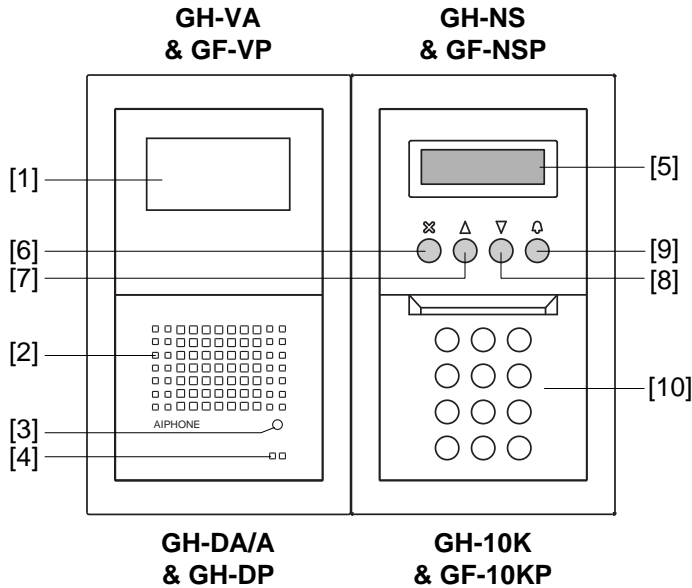 GH-VA
& GF-VP
GH-NS
& GF-NSP
[1]
[5]
[6]
[7]
[9]
[8]
[2]
[10]
[3]
AIPHONE
[4]
GH-DA/A
& GH-DP
GH-10K
& GF-10KP